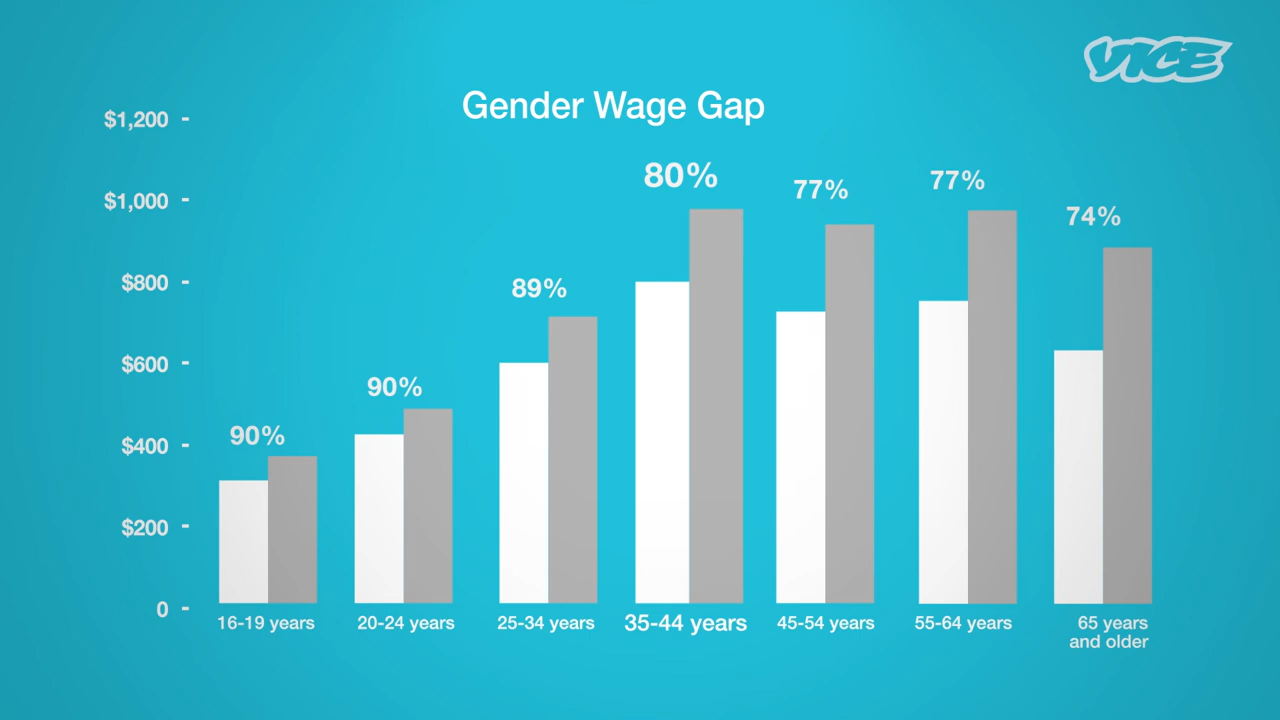 VICE
Gender Wage Gap
$1,200
$1,000
$800
$600
$400
$200
0
90%
90%
89%
80%
77%
77%
74%
16-19 years
20-24 years
25-34 years
35-44 years
45-54 years
55-64 years
65 years
and older